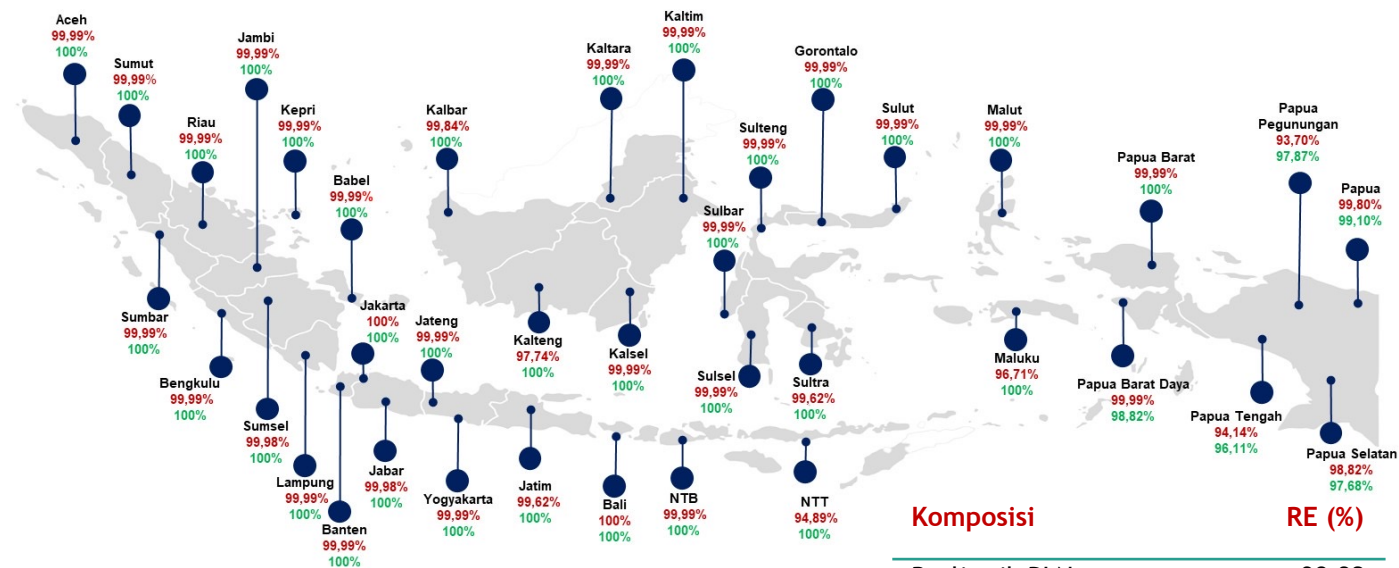 Aceh
99,99%
100%
Sumut
99,99%
100%
Riau
99,99%
100%
Jambi
99,99%
100%
Kepri
99,99%
100%
Babel
99,99%
100%
Kalbar
99,84%
100%
Kaltara
99,99%
100%
Kaltim
99,99%
100%
Gorontalo
99,99%
100%
Sulteng
99,99%
100%
Sulut
99,99%
100%
Sulbar
99,99%
100%
Malut
99,99%
100%
Papua Barat
99,99%
100%
Papua
Pegunungan
93,70%
97,87%
Papua
99,80%
99,10%
Sumbar
99,99%
100%
Bengkulu
99,99%
100%
Sumsel
99,98%
100%
Lampung
99,99%
100%
Banten
99,99%
100%
Jakarta
100%
100%
Jabar
99,98%
100%
Jateng
99,99%
100%
Yogyakarta
99,99%
100%
Jatim
99,62%
100%
Kalteng
97,74%
100%
Kalsel
99,99%
100%
Bali
100%
100%
NTB
99,99%
100%
Sulsel
99,99%
100%
Sultra
99,62%
100%
NTT
94,89%
100%
Maluku
96,71%
100%
Papua Barat Daya
99,99%
98,82%
Papua Tengah
94,14%
96,11%
Papua Selatan
98,82%
97,68%
Komposisi RE (%)